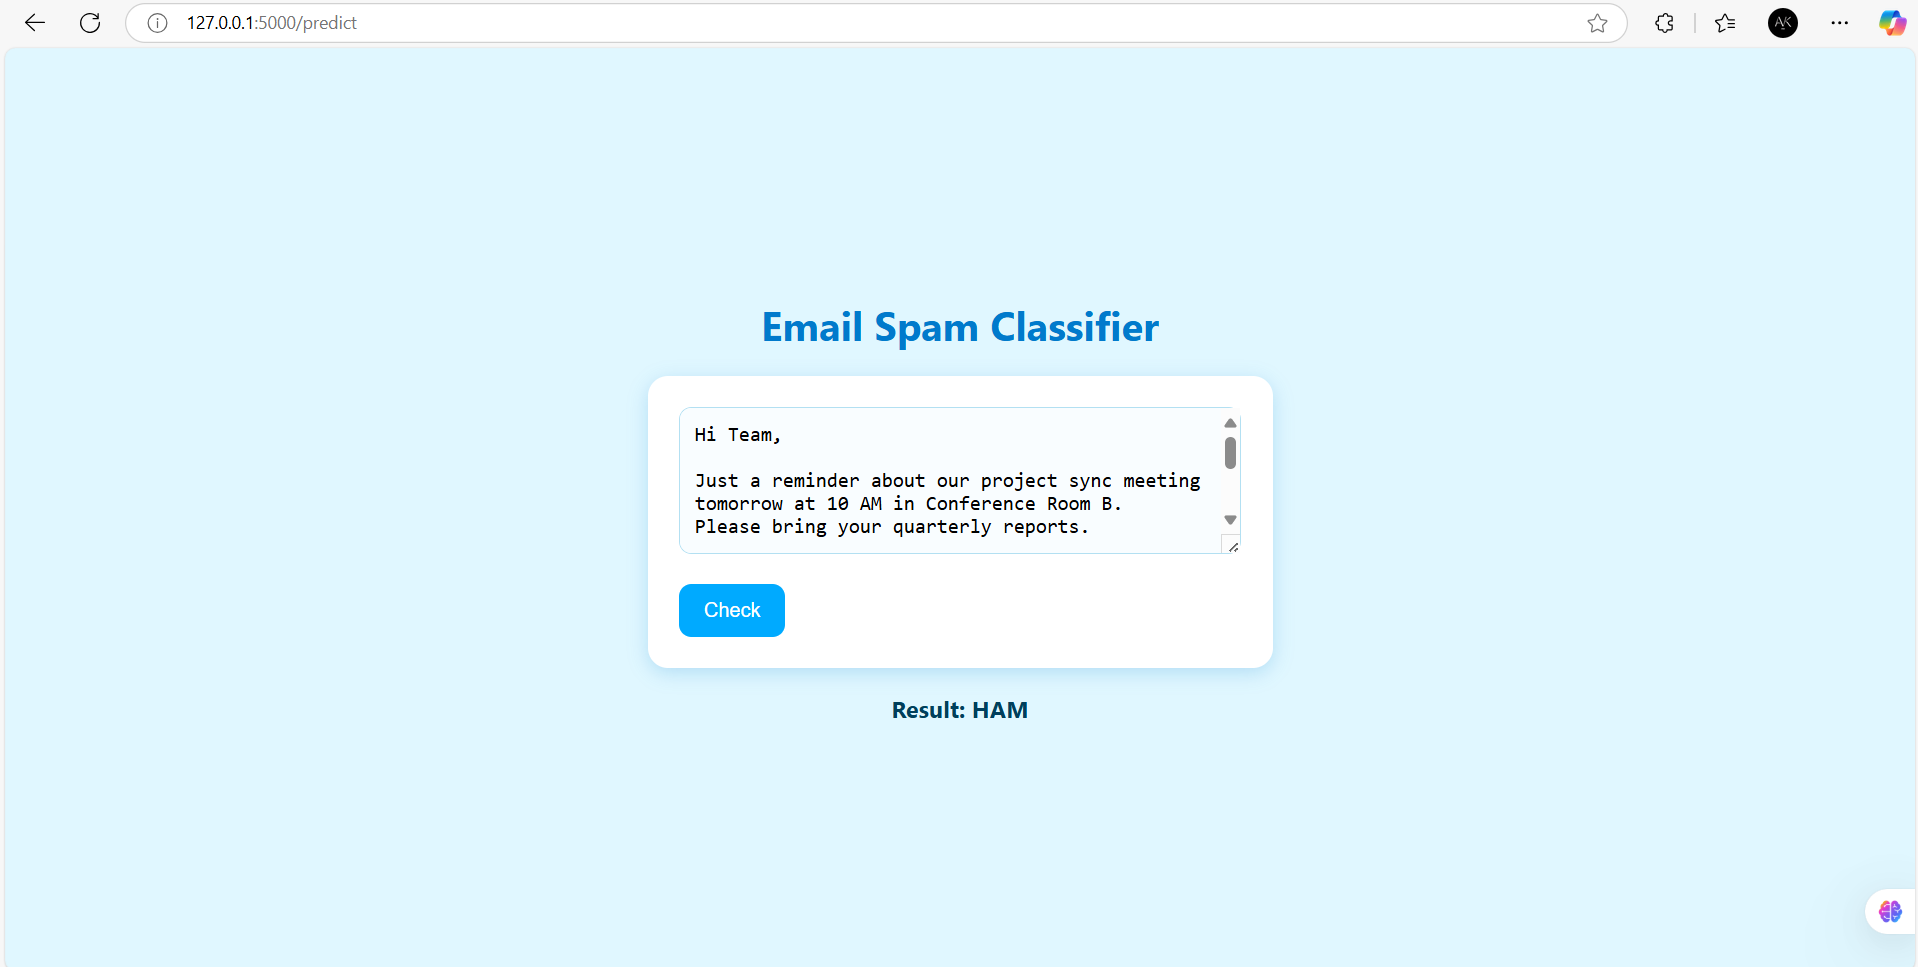 127.0.0.1:5000/predict
AK
Email Spam Classifier
Hi Team,
Just a reminder about our project sync meeting
tomorrow at 10 AM in Conference Room B.
Please bring your quarterly reports.
Check
Result: HAM